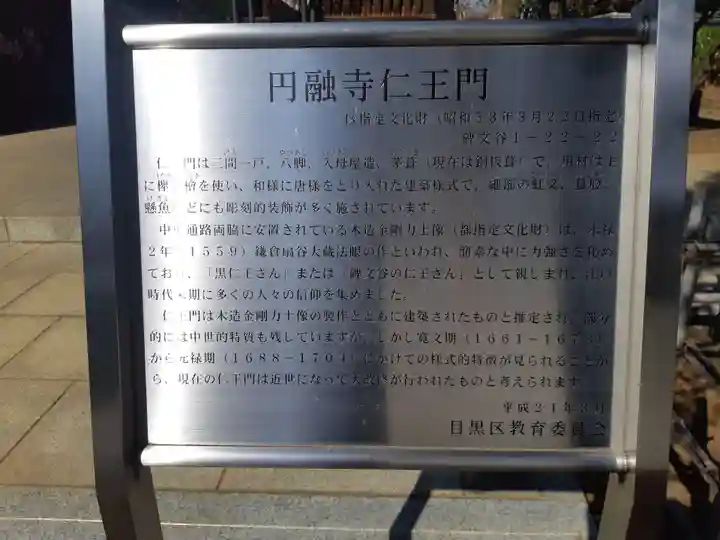 円融寺仁王門
区指定文化財（昭和53年3月22日指定）
碑文谷1－22－22
仁王門は三間一戸、八脚、入母屋造、茅葺（現在は銅板葺）で、用材は主
に欅、檜を使い、和様に唐様をとり入れた建築様式で、細部の虹梁、蟇股、
懸魚などにも彫刻的装飾が多く施されています。
中央通路両脇に安置されている木造金剛力士像（都指定文化財）は、永禄
2年（1559）鎌倉扇谷大蔵法眼の作といわれ、簡素な中に力強さを秘め
ており、「黒仁王さん」または「碑文谷の仁王さん」として親しまれ、江戸
時代末期に多くの人々の信仰を集めました。
仁王門は木造金剛力士像の製作とともに建築されたものと推定され、部分
的には中世的特質も残していますが、しかし寛文期（1661－1673）
から元禄期（1688－1704）にかけての様式的特徴が見られることか
ら、現在の仁王門は近世になって大改修が行われたものと考えられます。
平成21年3月
目黒区教育委員会